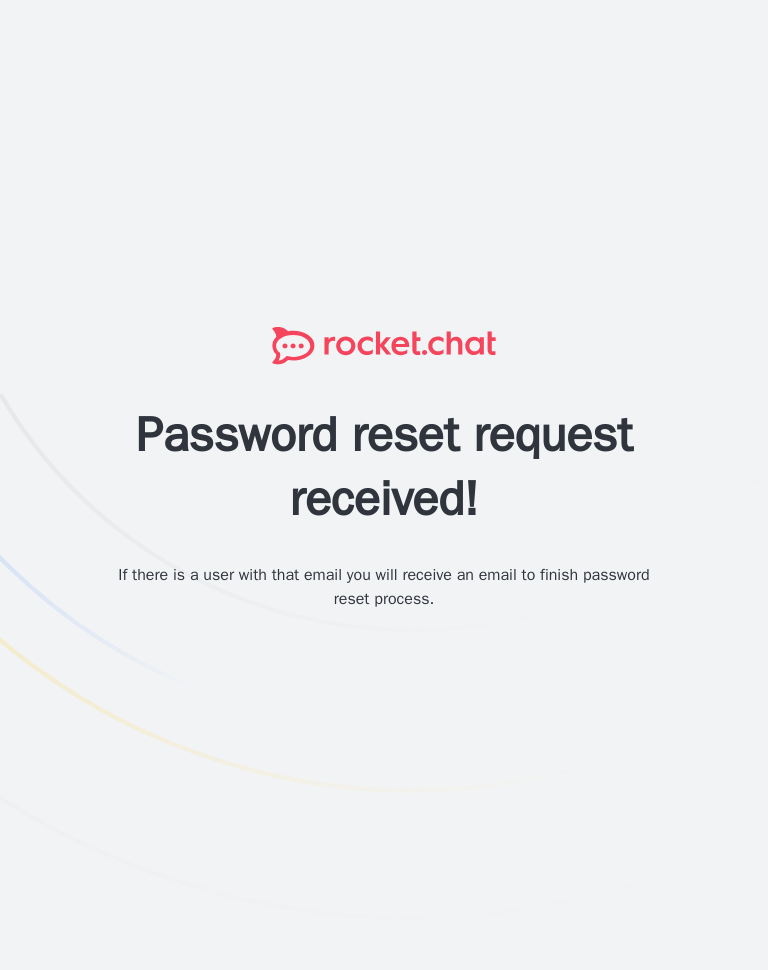 rocket.chat
Password reset request
received!
If there is a user with that email you will receive an email to finish password
reset process.